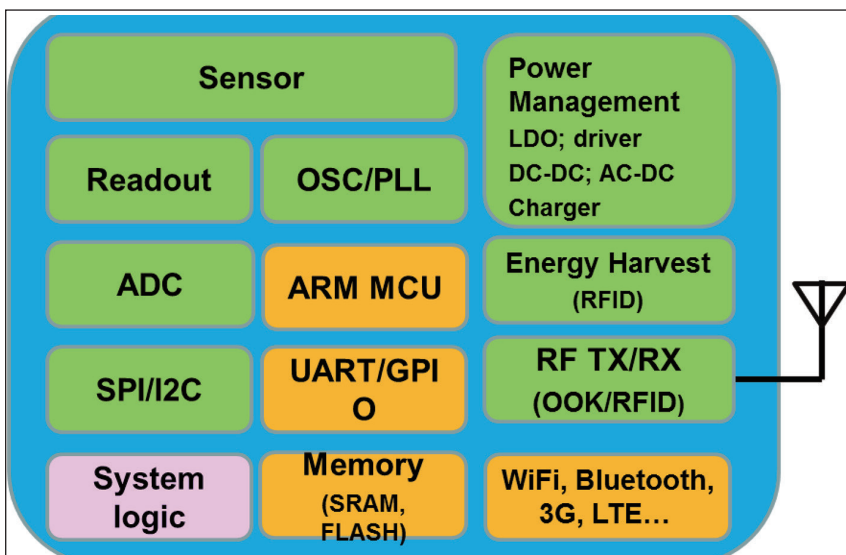 Sensor
Power
Management
LDO; driver
DC-DC; AC-DC
Charger
Readout
OSC/PLL
ADC
ARM MCU
Energy Harvest
(RFID)
SPI/I2C
UART/GPI
O
RF TX/RX
(OOK/RFID)
System
logic
Memory
(SRAM,
FLASH)
WiFi, Bluetooth,
3G, LTE...